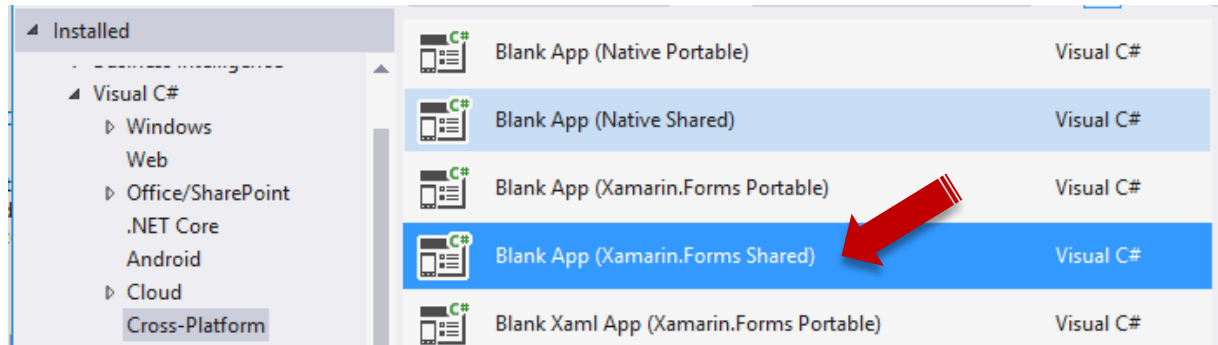 Installed
Visual C#
Windows
Web
Office/SharePoint
.NET Core
Android
Cloud
Cross-Platform
C#
Blank App (Native Portable) Visual C#
C#
Blank App (Native Shared) Visual C#
C#
Blank App (Xamarin.Forms Portable) Visual C#
C#
Blank App (Xamarin.Forms Shared) Visual C#
C#
Blank Xaml App (Xamarin.Forms Portable) Visual C#